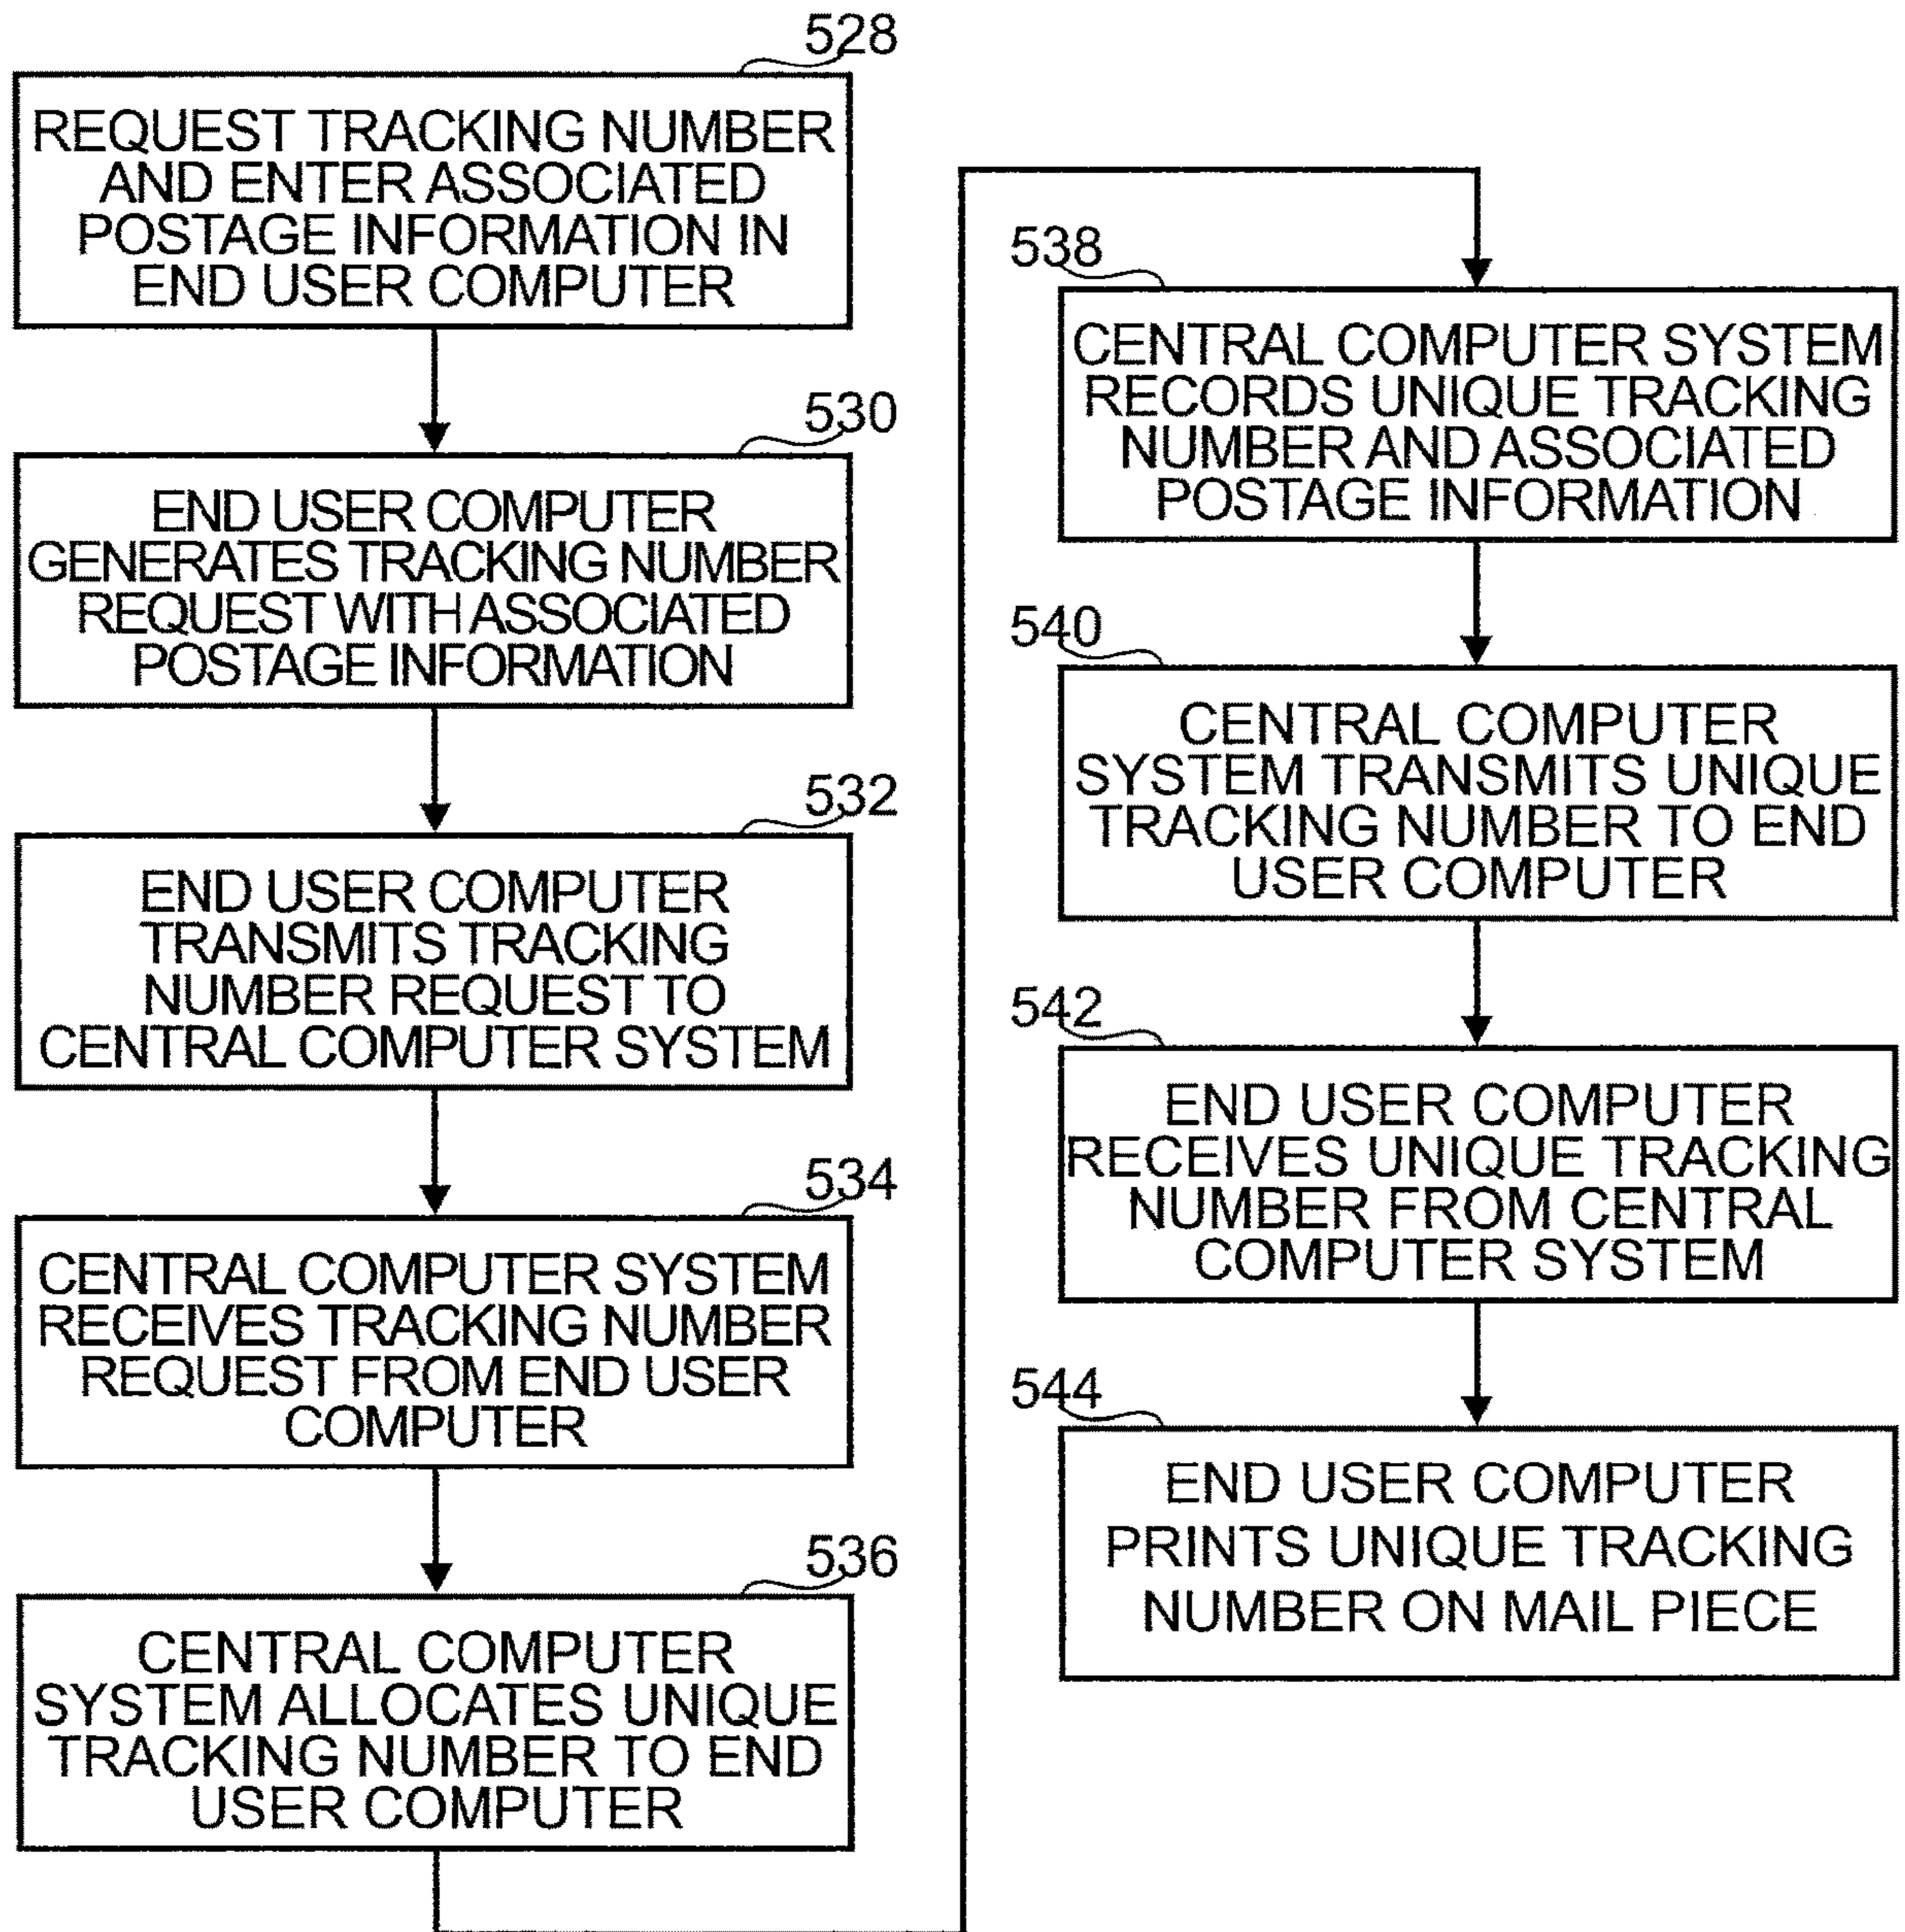 528
REQUEST TRACKING NUMBER
AND ENTER ASSOCIATED
POSTAGE INFORMATION IN
END USER COMPUTER
530
END USER COMPUTER
GENERATES TRACKING NUMBER
REQUEST WITH ASSOCIATED
POSTAGE INFORMATION
532
END USER COMPUTER
TRANSMITS TRACKING
NUMBER REQUEST TO
CENTRAL COMPUTER SYSTEM
534
CENTRAL COMPUTER SYSTEM
RECEIVES TRACKING NUMBER
REQUEST FROM END USER
COMPUTER
536
CENTRAL COMPUTER
SYSTEM ALLOCATES UNIQUE
TRACKING NUMBER TO END
USER COMPUTER
538
CENTRAL COMPUTER SYSTEM
RECORDS UNIQUE TRACKING
NUMBER AND ASSOCIATED
POSTAGE INFORMATION
540
CENTRAL COMPUTER
SYSTEM TRANSMITS UNIQUE
TRACKING NUMBER TO END
USER COMPUTER
542
END USER COMPUTER
RECEIVES UNIQUE TRACKING
NUMBER FROM CENTRAL
COMPUTER SYSTEM
544
END USER COMPUTER
PRINTS UNIQUE TRACKING
NUMBER ON MAIL PIECE